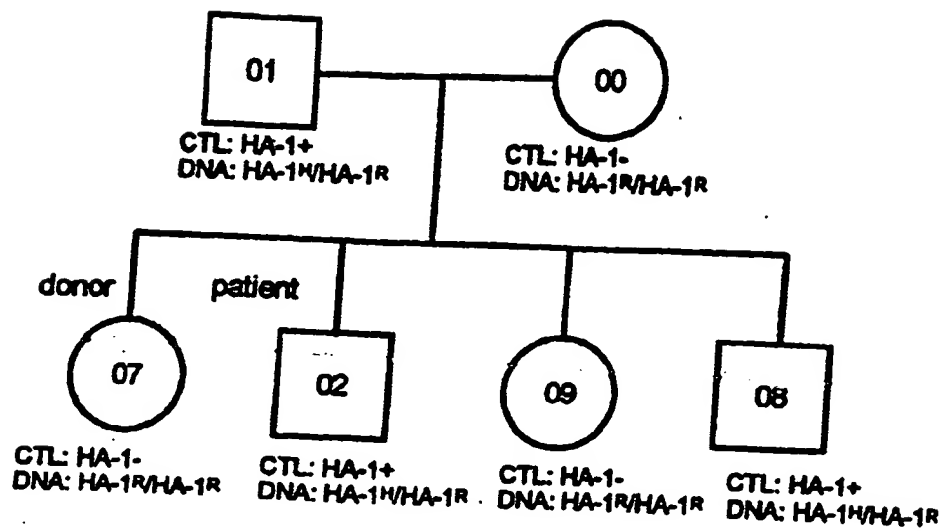 01
00
CTL: HA-1+
DNA: HA-1H/HA-1R
CTL: HA-1-
DNA: HA-1R/HA-1R
donor
patient
07
02
09
08
CTL: HA-1-
DNA: HA-1R/HA-1R
CTL: HA-1+
DNA: HA-1H/HA-1R
CTL: HA-1-
DNA: HA-1R/HA-1R
CTL: HA-1+
DNA: HA-1H/HA-1R